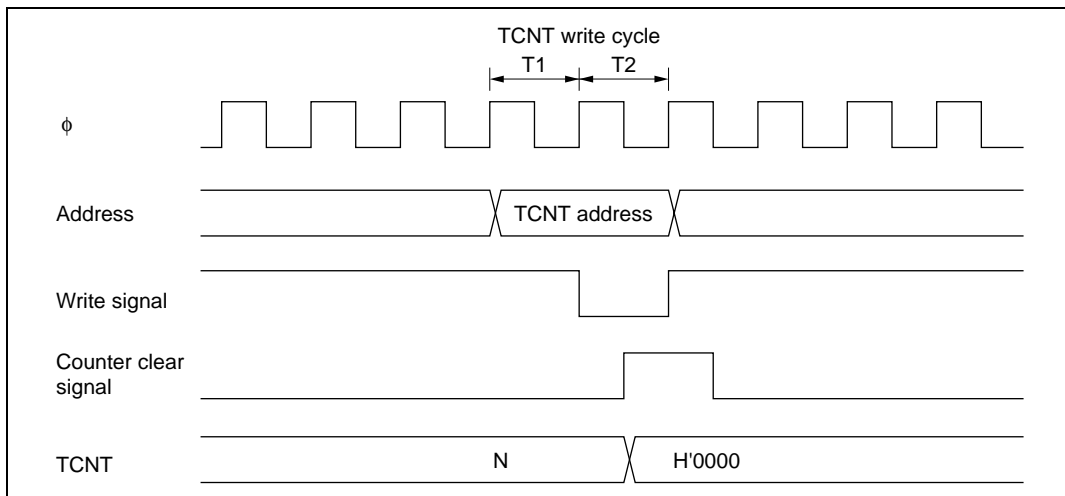 TCNT write cycle
T1 T2
ϕ
Address
TCNT address
Write signal
Counter clear
signal
TCNT
N
H'0000